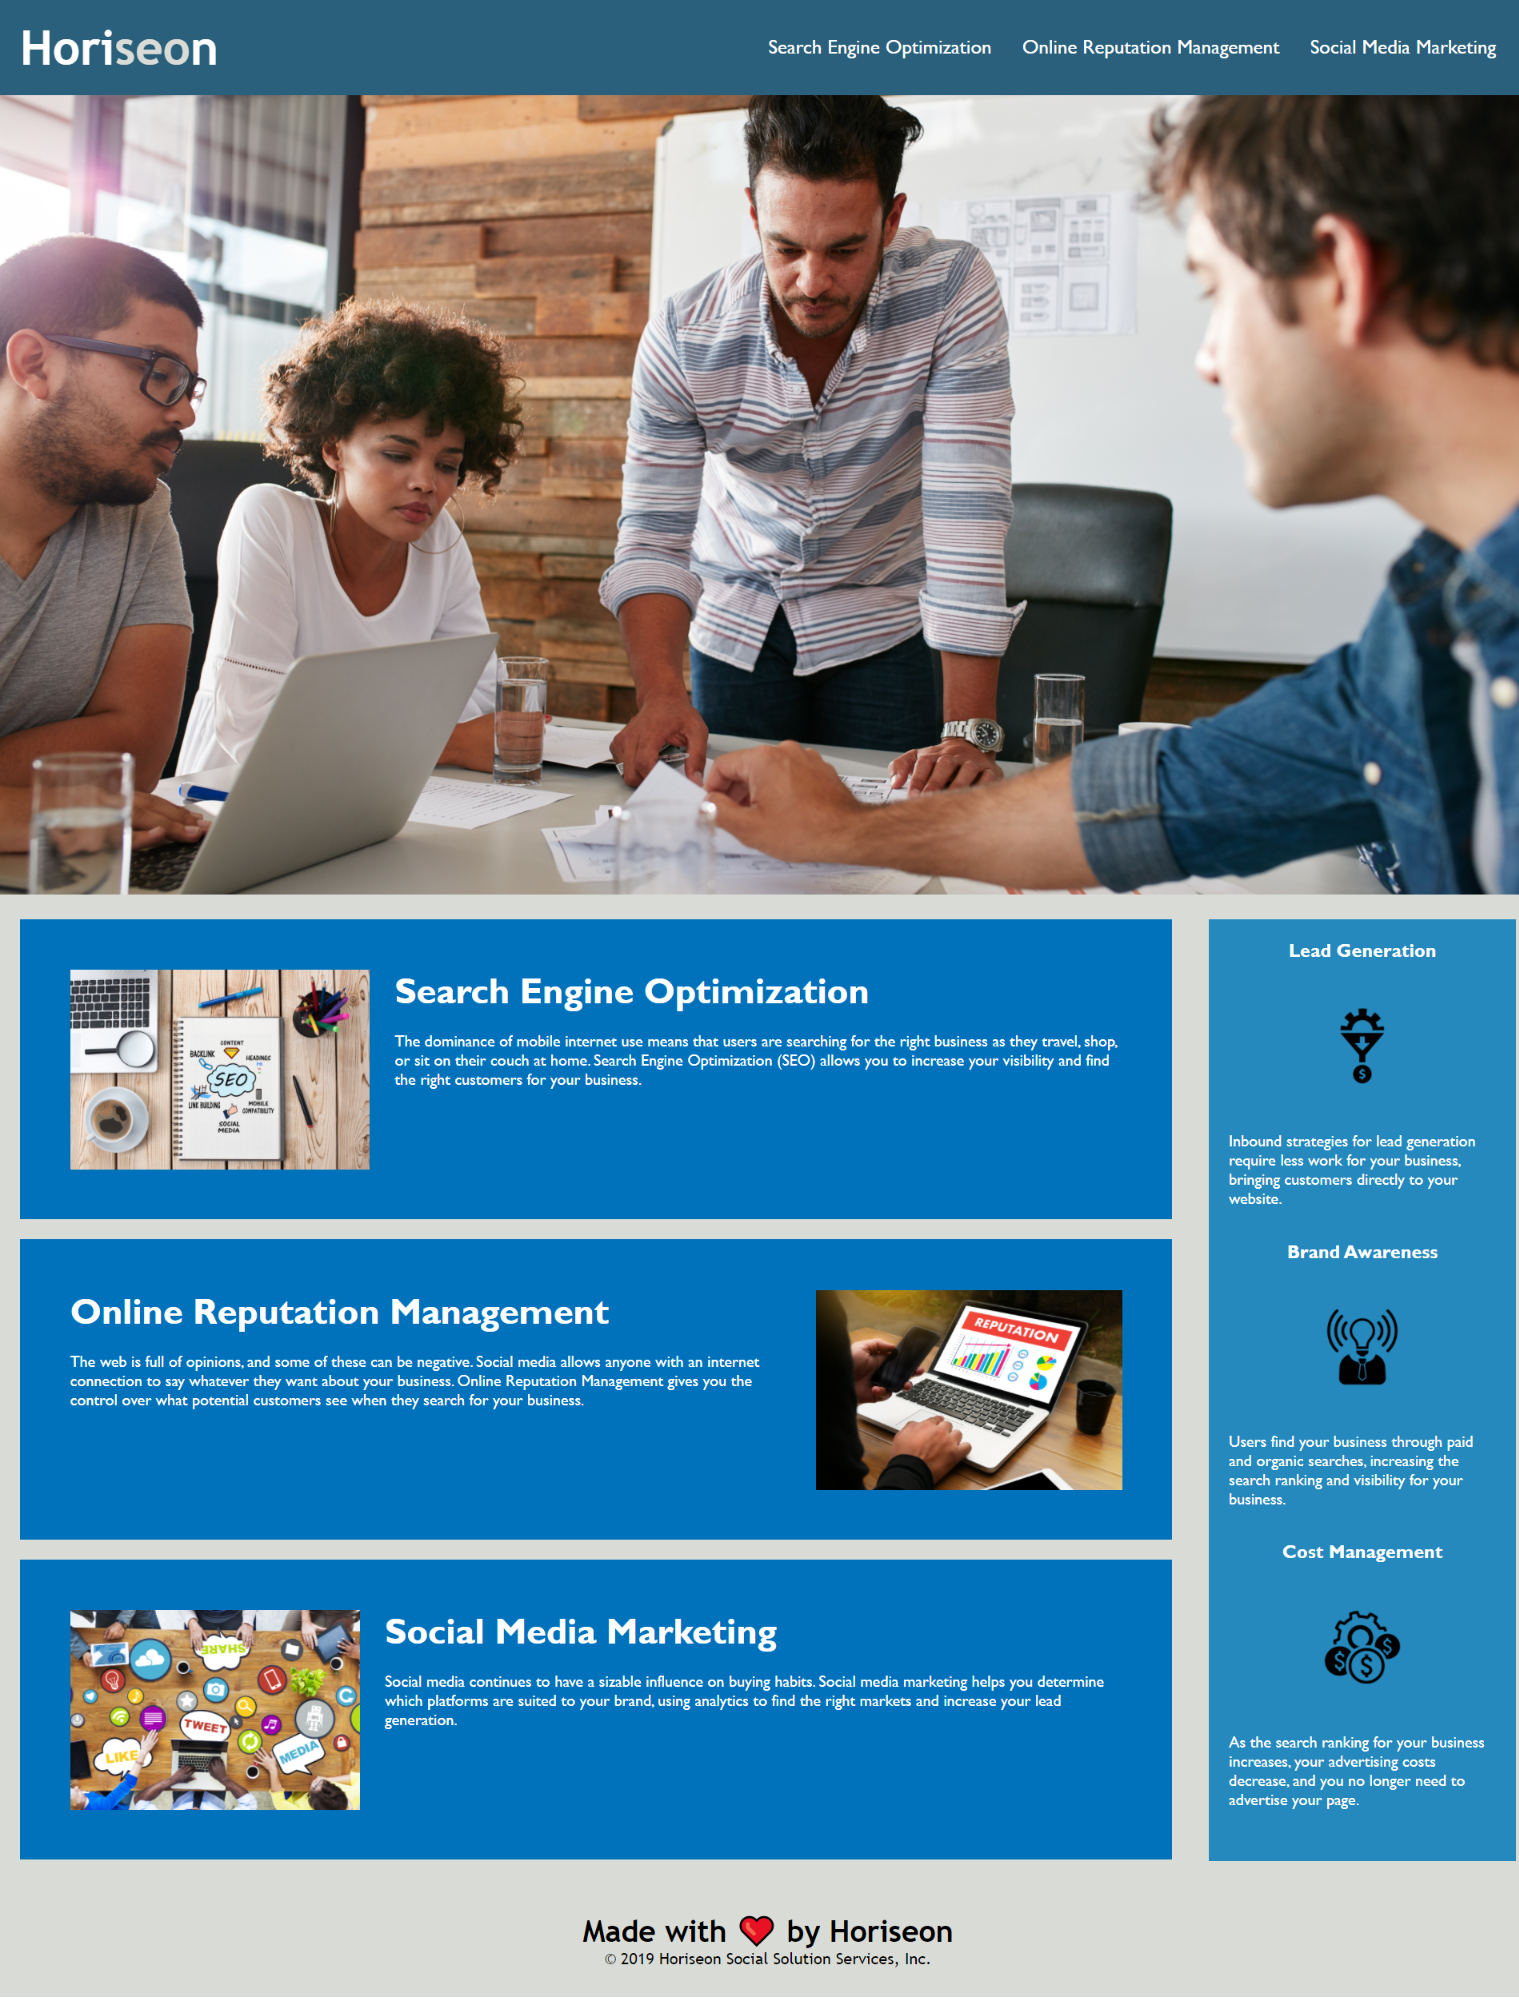 Horiseon
Search Engine Optimization
Online Reputation Management
Social Media Marketing
Search Engine Optimization
The dominance of mobile internet use means that users are searching for the right business as they travel, shop,
or sit on their couch at home. Search Engine Optimization (SEO) allows you to increase your visibility and find
the right customers for your business.
CONTENT
BACKLINK
HEADINGS
SEO
LINK BUILDING
MOBILE
COMPATIBILITY
SOCIAL
MEDIA
Online Reputation Management
The web is full of opinions, and some of these can be negative. Social media allows anyone with an internet
connection to say whatever they want about your business. Online Reputation Management gives you the
control over what potential customers see when they search for your business.
REPUTATION
Social Media Marketing
Social media continues to have a sizable influence on buying habits. Social media marketing helps you determine
which platforms are suited to your brand, using analytics to find the right markets and increase your lead
generation.
SHARE
TWEET
LIKE
MEDIA
Lead Generation
$
Inbound strategies for lead generation
require less work for your business,
bringing customers directly to your
website.
Brand Awareness
Users find your business through paid
and organic searches, increasing the
search ranking and visibility for your
business.
Cost Management
$ $ $
As the search ranking for your business
increases, your advertising costs
decrease, and you no longer need to
advertise your page.
Made with ❤️ by Horiseon
© 2019 Horiseon Social Solution Services, Inc.